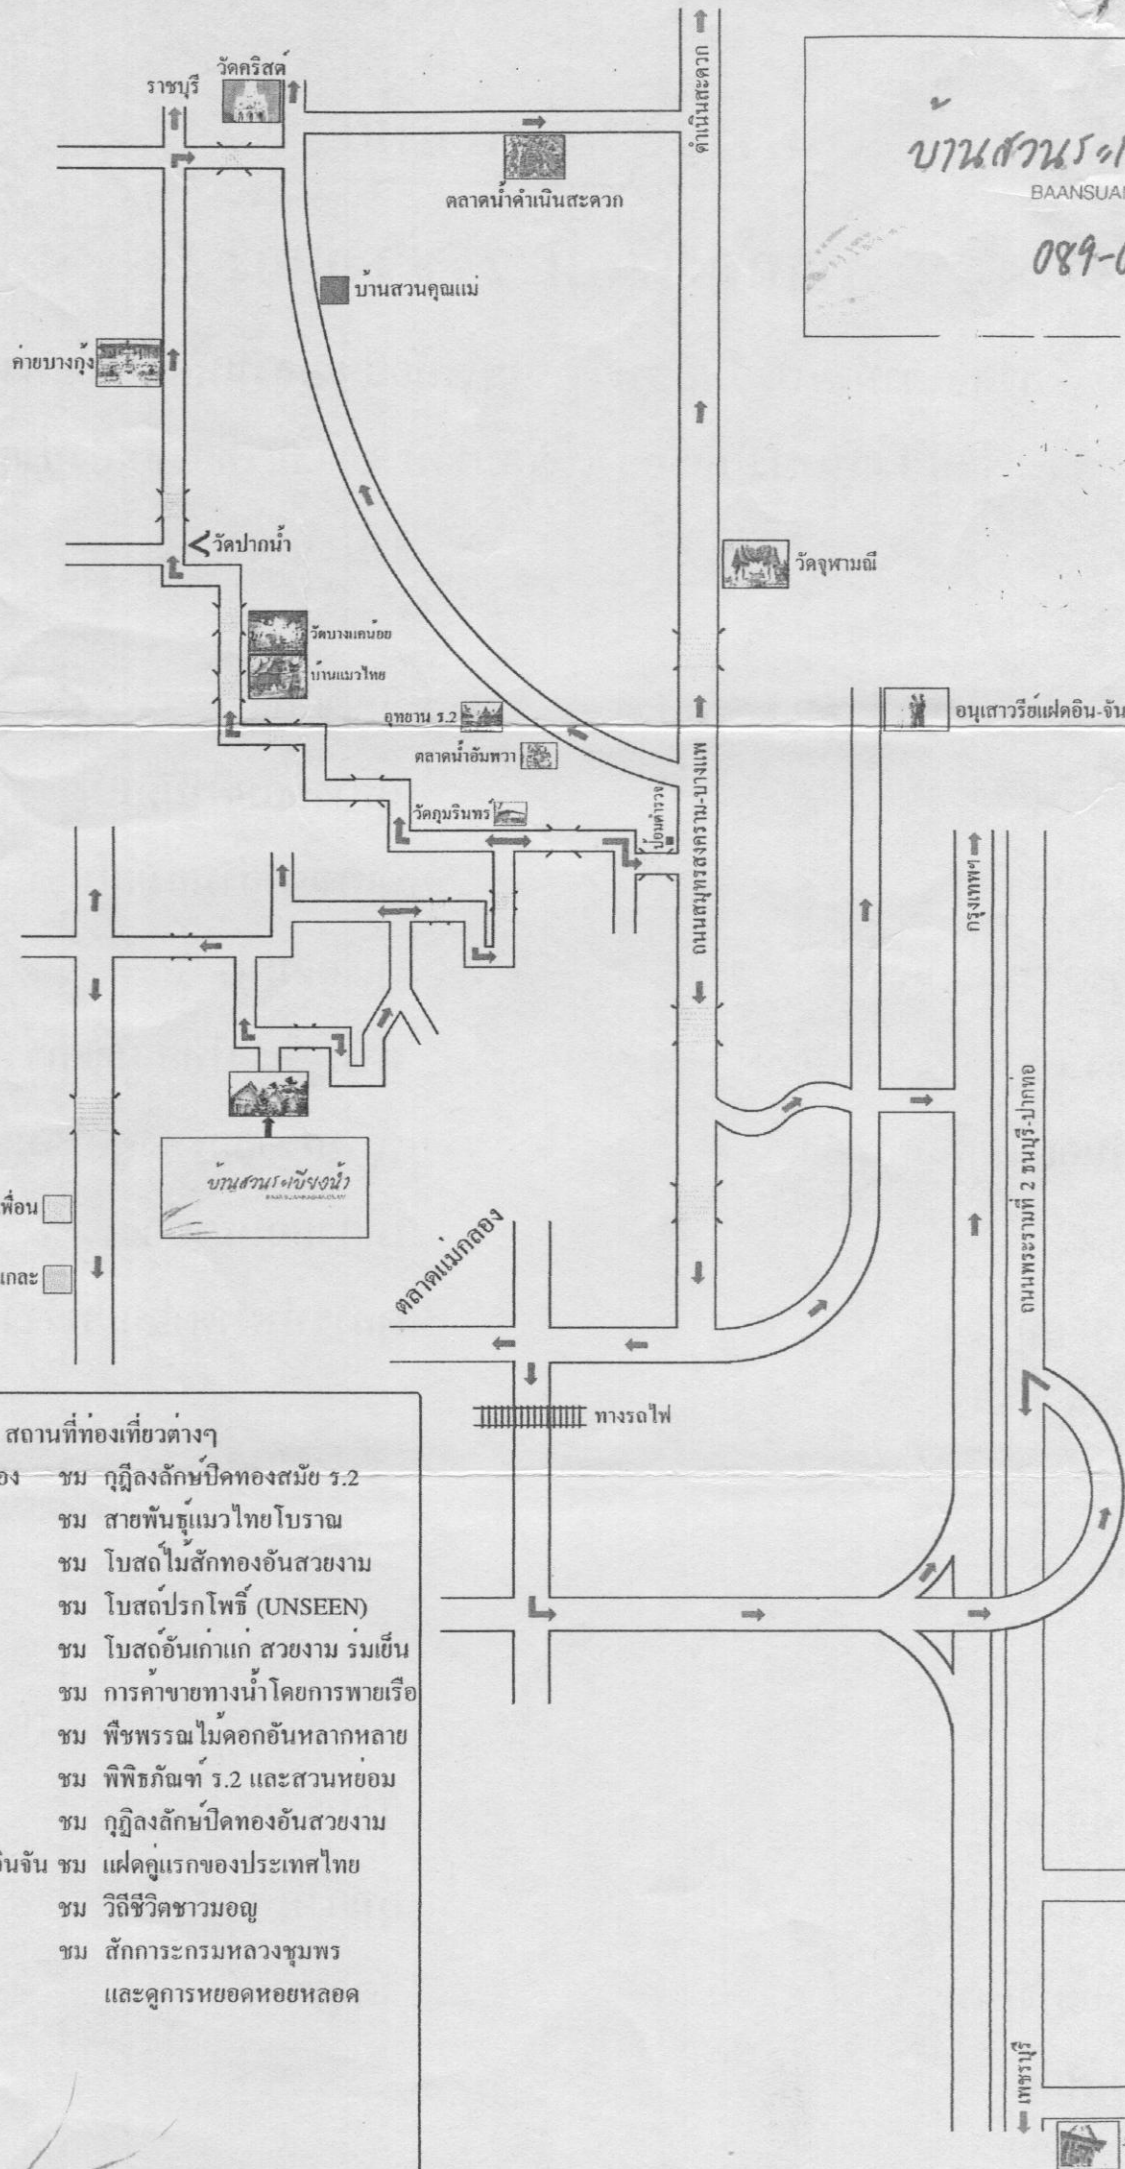 วัดคริสต์
ราชบุรี
ดำเนินสะดวก
บ้านสวน
BAANSUAN
089-0
ตลาดน้ำดำเนินสะดวก
บ้านสวนคุณแม่
ค่ายบางกุ้ง
วัดปากน้ำ
วัดจุฬามณี
วัดบางแคน้อย
บ้านแมวไทย
อุทยาน ร.2
อนุเสาวรีย์แฝดอิน-จัน
ตลาดน้ำอัมพวา
วัดภุมรินทร์
ป้อมตำรวจ
ถนนสมุทรสงคราม-บางแพ
กรุงเทพฯ
ถนนพระรามที่ 2 ธนบุรี-ปากท่อ
บ้านสวนระเบียงน้ำ
พื่อน
เกละ
ตลาดแม่กลอง
ทางรถไฟ
สถานที่ท่องเที่ยวต่างๆ
อง ชม กุฎีลงลักษ์ปิดทองสมัย ร.2
ชม สายพันธุ์แมวไทยโบราณ
ชม โบสถ์ไม้สักทองอันสวยงาม
ชม โบสถ์ปรกโพธิ์ (UNSEEN)
ชม โบสถ์อันเก่าแก่ สวยงาม ร่มเย็น
ชม การค้าขายทางน้ำโดยการพายเรือ
ชม พืชพรรณไม้ดอกอันหลากหลาย
ชม พิพิธภัณฑ์ ร.2 และสวนหย่อม
ชม กุฎิลงลักษ์ปิดทองอันสวยงาม
อินจัน ชม แฝดคู่แรกของประเทศไทย
ชม วิถีชีวิตชาวมอญ
ชม สักการะกรมหลวงชุมพร
และดูการหยอดหอยหลอด
เพชรบุรี